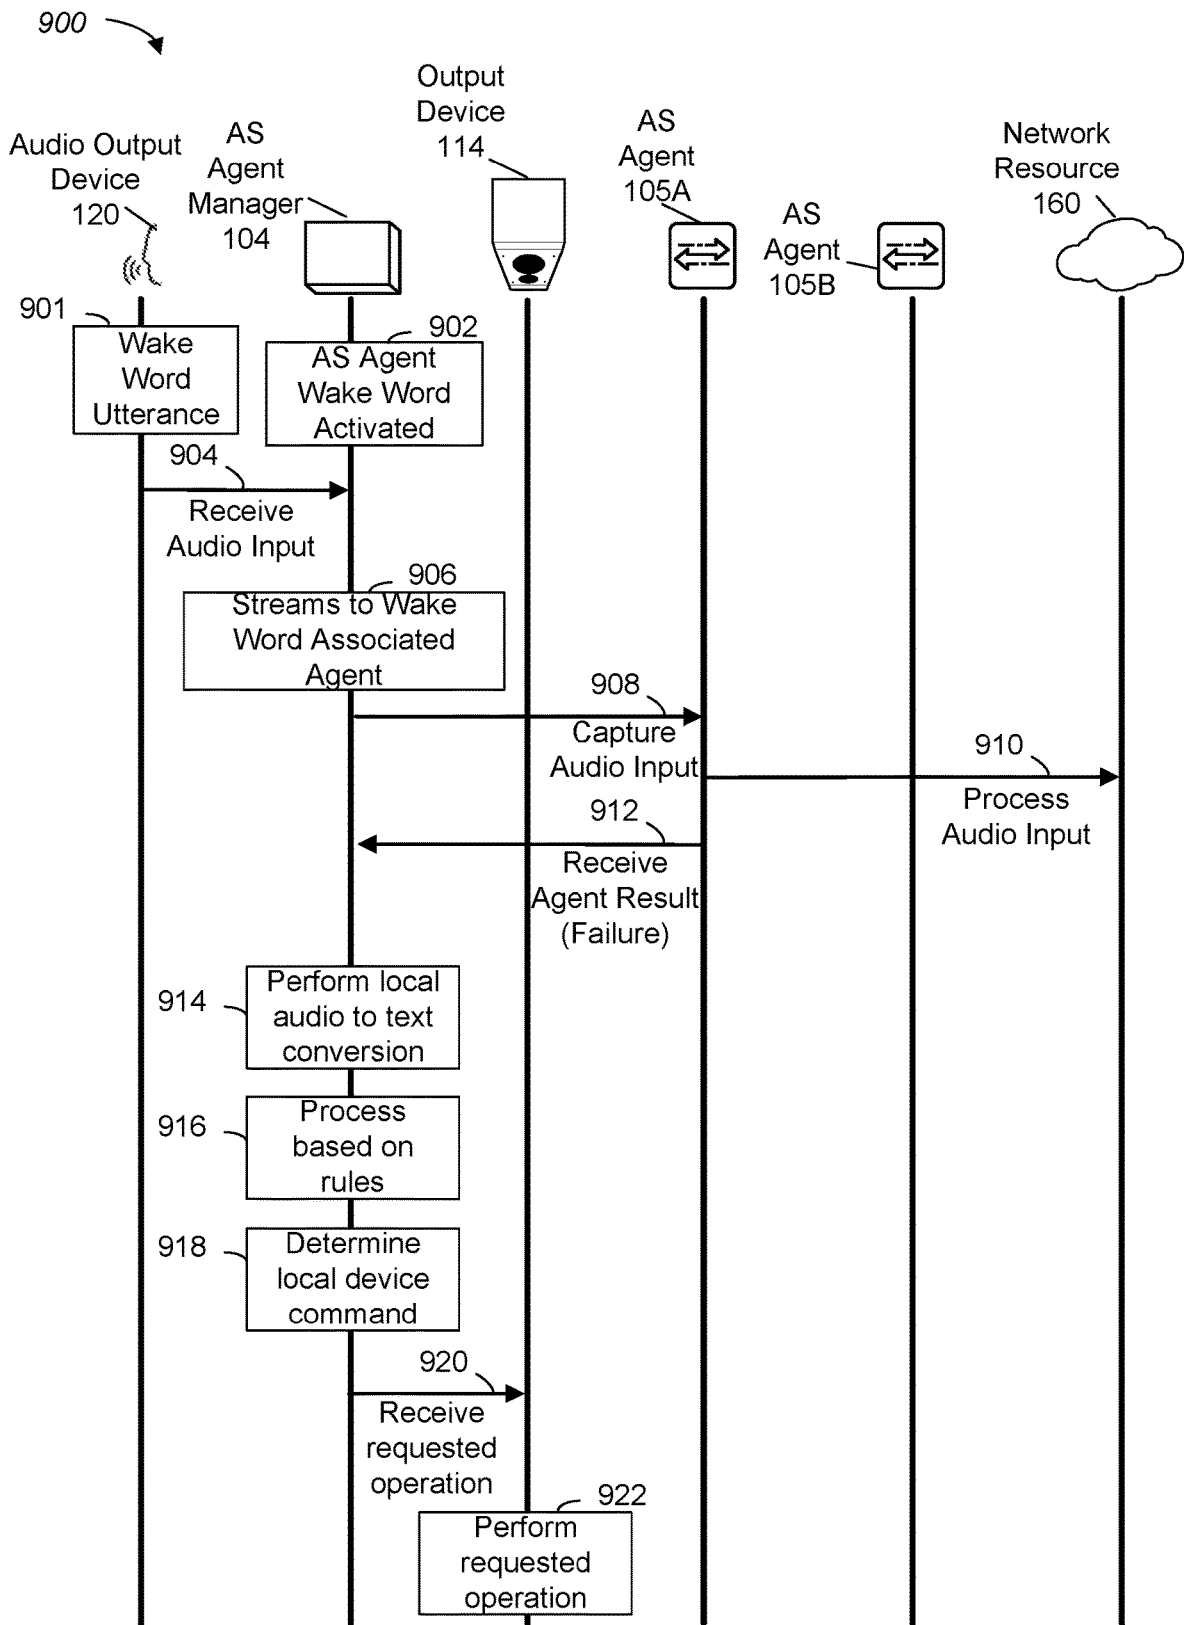 900
Audio Output
Device
120
AS
Agent
Manager
104
Output
Device
114
AS
Agent
105A
AS
Agent
105B
Network
Resource
160
901
Wake
Word
Utterance
902
AS Agent
Wake Word
Activated
904
Receive
Audio Input
906
Streams to Wake
Word Associated
Agent
908
Capture
Audio Input
910
Process
Audio Input
912
Receive
Agent Result
(Failure)
914
Perform local
audio to text
conversion
916
Process
based on
rules
918
Determine
local device
command
920
Receive
requested
operation
922
Perform
requested
operation